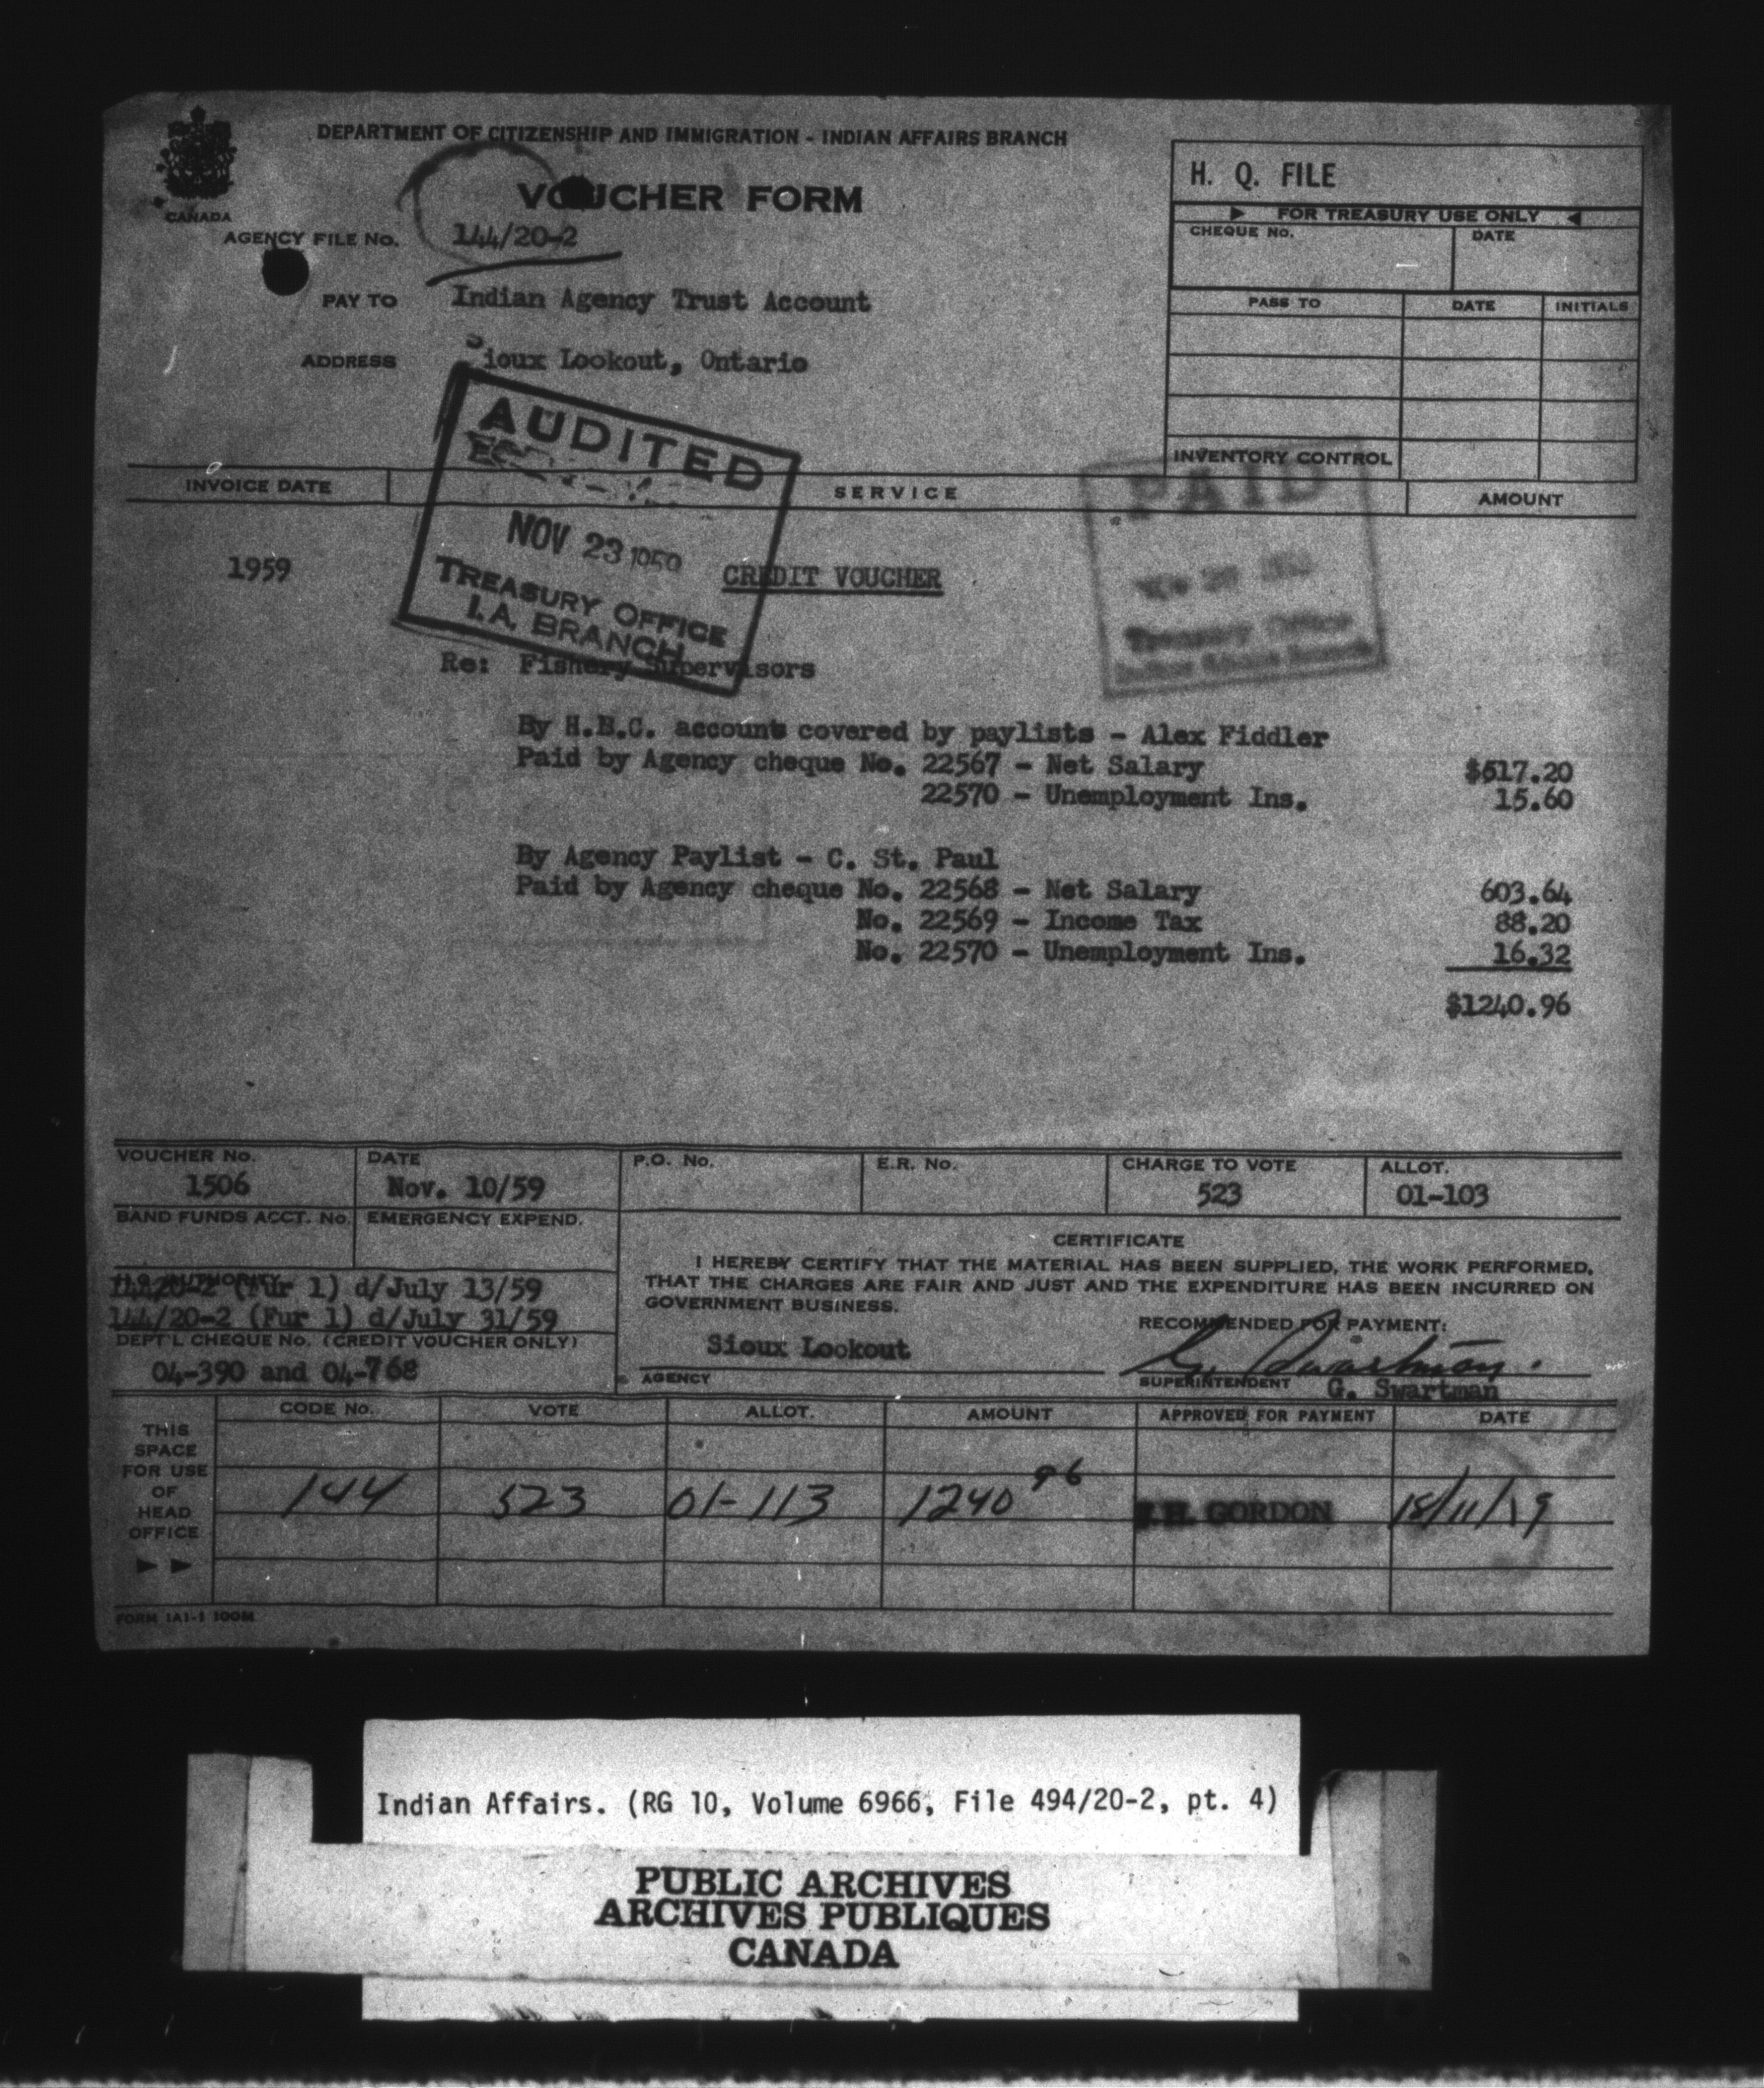 DEPARTMENT OF CITIZENSHIP AND IMMIGRATION - INDIAN AFFAIRS BRANCH
VOUCHER FORM
CANADA
AGENCY FILE No. 144/20-2
PAY TO Indian Agency Trust Account
ADDRESS Sioux Lookout, Ontario
H. Q. FILE
FOR TREASURY USE ONLY
CHEQUE No. DATE
PASS TO DATE INITIALS
INVENTORY CONTROL
INVOICE DATE SERVICE AMOUNT
AUDITED
NOV 23 1959
TREASURY OFFICE
I.A. BRANCH
PAID
Treasury Office
1959 CREDIT VOUCHER
Re: Fishery Supervisors
By H.B.C. account covered by paylists - Alex Fiddler
Paid by Agency cheque No. 22567 - Net Salary $517.20
22570 - Unemployment Ins. 15.60
By Agency Paylist - C. St. Paul
Paid by Agency cheque No. 22568 - Net Salary 603.64
No. 22569 - Income Tax 88.20
No. 22570 - Unemployment Ins. 16.32
$1240.96
VOUCHER No. DATE P.O. No. E.R. No. CHARGE TO VOTE ALLOT.
1506 Nov. 10/59 523 01-103
BAND FUNDS ACCT. No. EMERGENCY EXPEND.
H.Q. AUTHORITY
144/20-2 (Fur 1) d/July 13/59
144/20-2 (Fur 1) d/July 31/59
DEPT'L CHEQUE No. (CREDIT VOUCHER ONLY)
04-390 and 04-768
CERTIFICATE
I HEREBY CERTIFY THAT THE MATERIAL HAS BEEN SUPPLIED, THE WORK PERFORMED,
THAT THE CHARGES ARE FAIR AND JUST AND THE EXPENDITURE HAS BEEN INCURRED ON
GOVERNMENT BUSINESS.
RECOMMENDED FOR PAYMENT:
Sioux Lookout G. Swartman
AGENCY SUPERINTENDENT G. Swartman
THIS SPACE FOR USE OF HEAD OFFICE
CODE No. VOTE ALLOT. AMOUNT APPROVED FOR PAYMENT DATE
144 523 01-113 1240 96 J.H. GORDON 18/11/59
FORM IA1-1 100M
Indian Affairs. (RG 10, Volume 6966, File 494/20-2, pt. 4)
PUBLIC ARCHIVES
ARCHIVES PUBLIQUES
CANADA